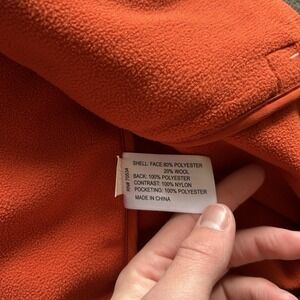 SHELL: FACE:80% POLYESTER
20% WOOL
BACK: 100% POLYESTER
CONTRAST: 100% NYLON
POCKETING: 100% POLYESTER
MADE IN CHINA